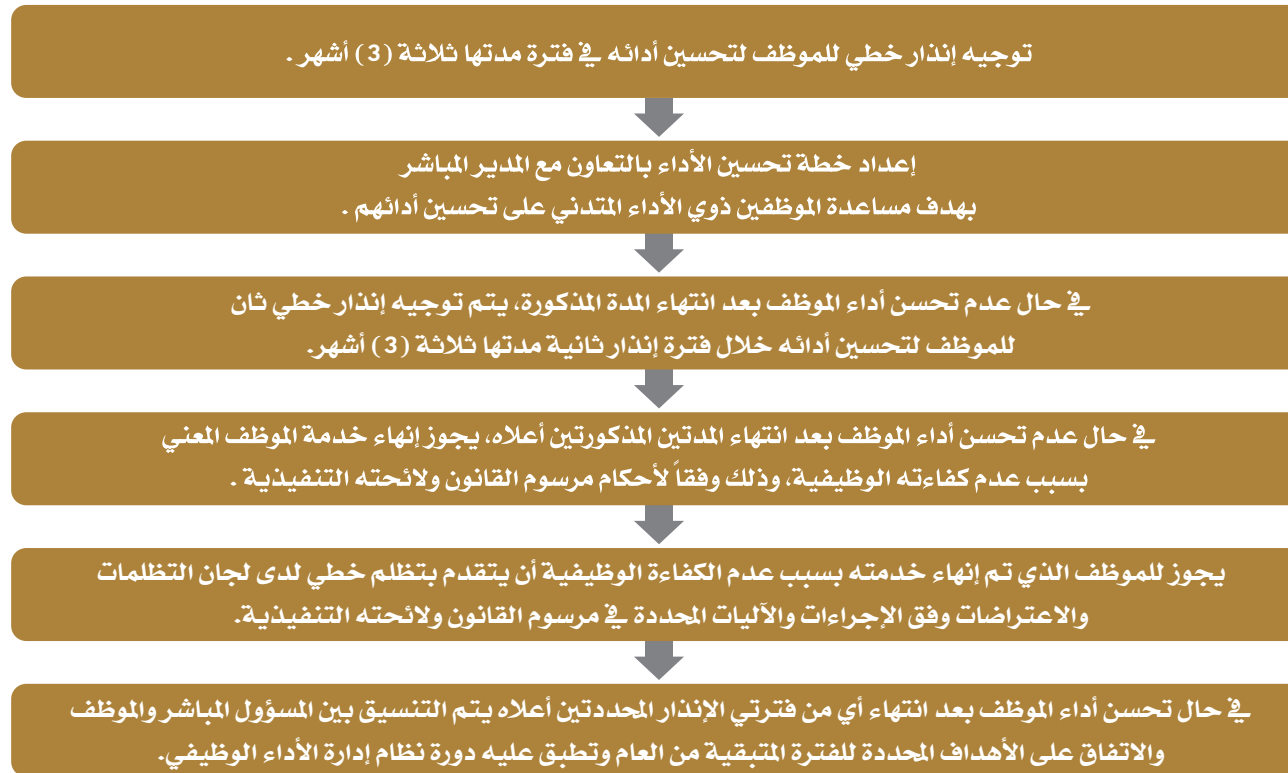 توجيه إنذار خطي للموظف لتحسين أدائه في فترة مدتها ثلاثة (3) أشهر .
إعداد خطة تحسين الأداء بالتعاون مع المدير المباشر
بهدف مساعدة الموظفين ذوي الأداء المتدني على تحسين أدائهم .
في حال عدم تحسن أداء الموظف بعد انتهاء المدة المذكورة، يتم توجيه إنذار خطي ثان
للموظف لتحسين أدائه خلال فترة إنذار ثانية مدتها ثلاثة (3) أشهر.
في حال عدم تحسن أداء الموظف بعد انتهاء المدتين المذكورتين أعلاه، يجوز إنهاء خدمة الموظف المعني
بسبب عدم كفاءته الوظيفية، وذلك وفقاً لأحكام مرسوم القانون ولائحته التنفيذية .
يجوز للموظف الذي تم إنهاء خدمته بسبب عدم الكفاءة الوظيفية أن يتقدم بتظلم خطي لدى لجان التظلمات
والاعتراضات وفق الإجراءات والآليات المحددة في مرسوم القانون ولائحته التنفيذية.
في حال تحسن أداء الموظف بعد انتهاء أي من فترتي الإنذار المحددتين أعلاه يتم التنسيق بين المسؤول المباشر والموظف
والاتفاق على الأهداف المحددة للفترة المتبقية من العام وتطبق عليه دورة نظام إدارة الأداء الوظيفي.